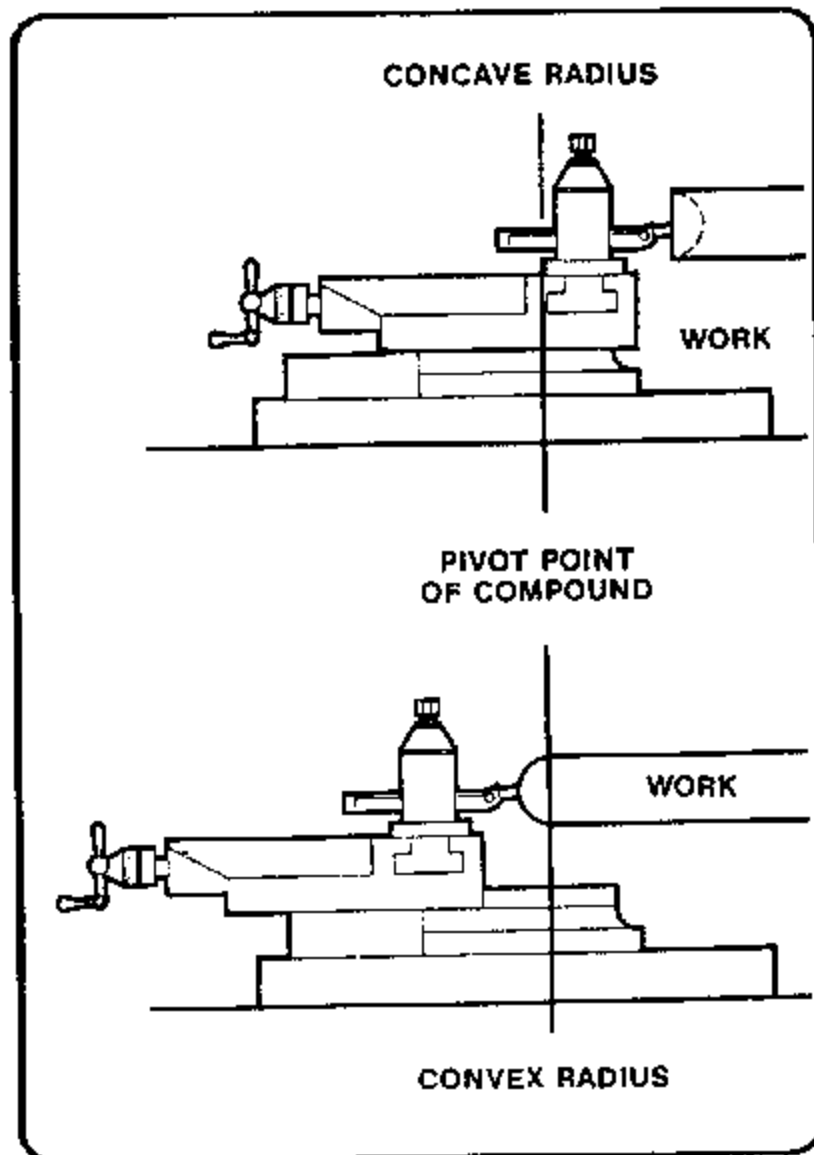 CONCAVE RADIUS
WORK
PIVOT POINT
OF COMPOUND
WORK
CONVEX RADIUS